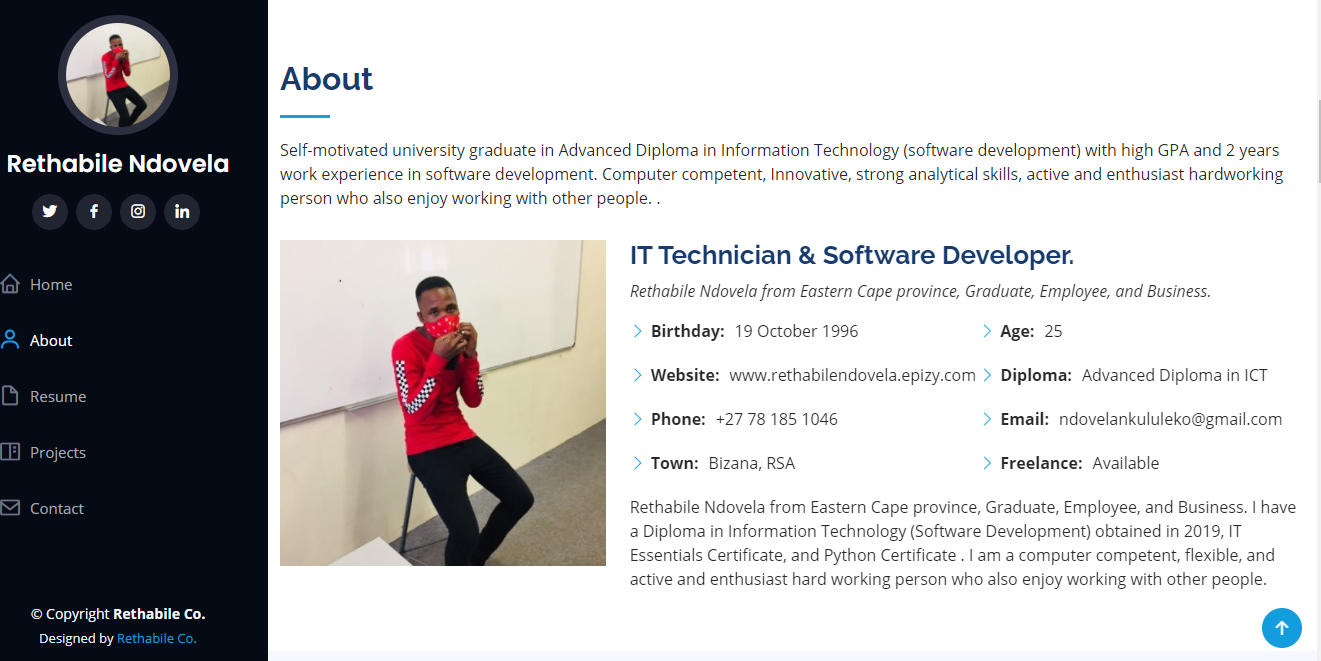 Rethabile Ndovela
Home
About
Resume
Projects
Contact
© Copyright Rethabile Co.
Designed by Rethabile Co.
About
Self-motivated university graduate in Advanced Diploma in Information Technology (software development) with high GPA and 2 years
work experience in software development. Computer competent, Innovative, strong analytical skills, active and enthusiast hardworking
person who also enjoy working with other people. .
IT Technician & Software Developer.
Rethabile Ndovela from Eastern Cape province, Graduate, Employee, and Business.
Birthday: 19 October 1996
Age: 25
Website: www.rethabilendovela.epizy.com
Diploma: Advanced Diploma in ICT
Phone: +27 78 185 1046
Email: ndovelankululeko@gmail.com
Town: Bizana, RSA
Freelance: Available
Rethabile Ndovela from Eastern Cape province, Graduate, Employee, and Business. I have
a Diploma in Information Technology (Software Development) obtained in 2019, IT
Essentials Certificate, and Python Certificate . I am a computer competent, flexible, and
active and enthusiast hard working person who also enjoy working with other people.